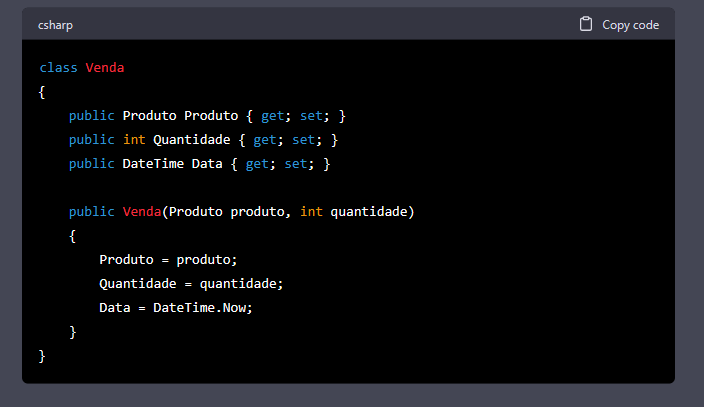 csharp
Copy code
class Venda
{
    public Produto Produto { get; set; }
    public int Quantidade { get; set; }
    public DateTime Data { get; set; }

    public Venda(Produto produto, int quantidade)
    {
        Produto = produto;
        Quantidade = quantidade;
        Data = DateTime.Now;
    }
}